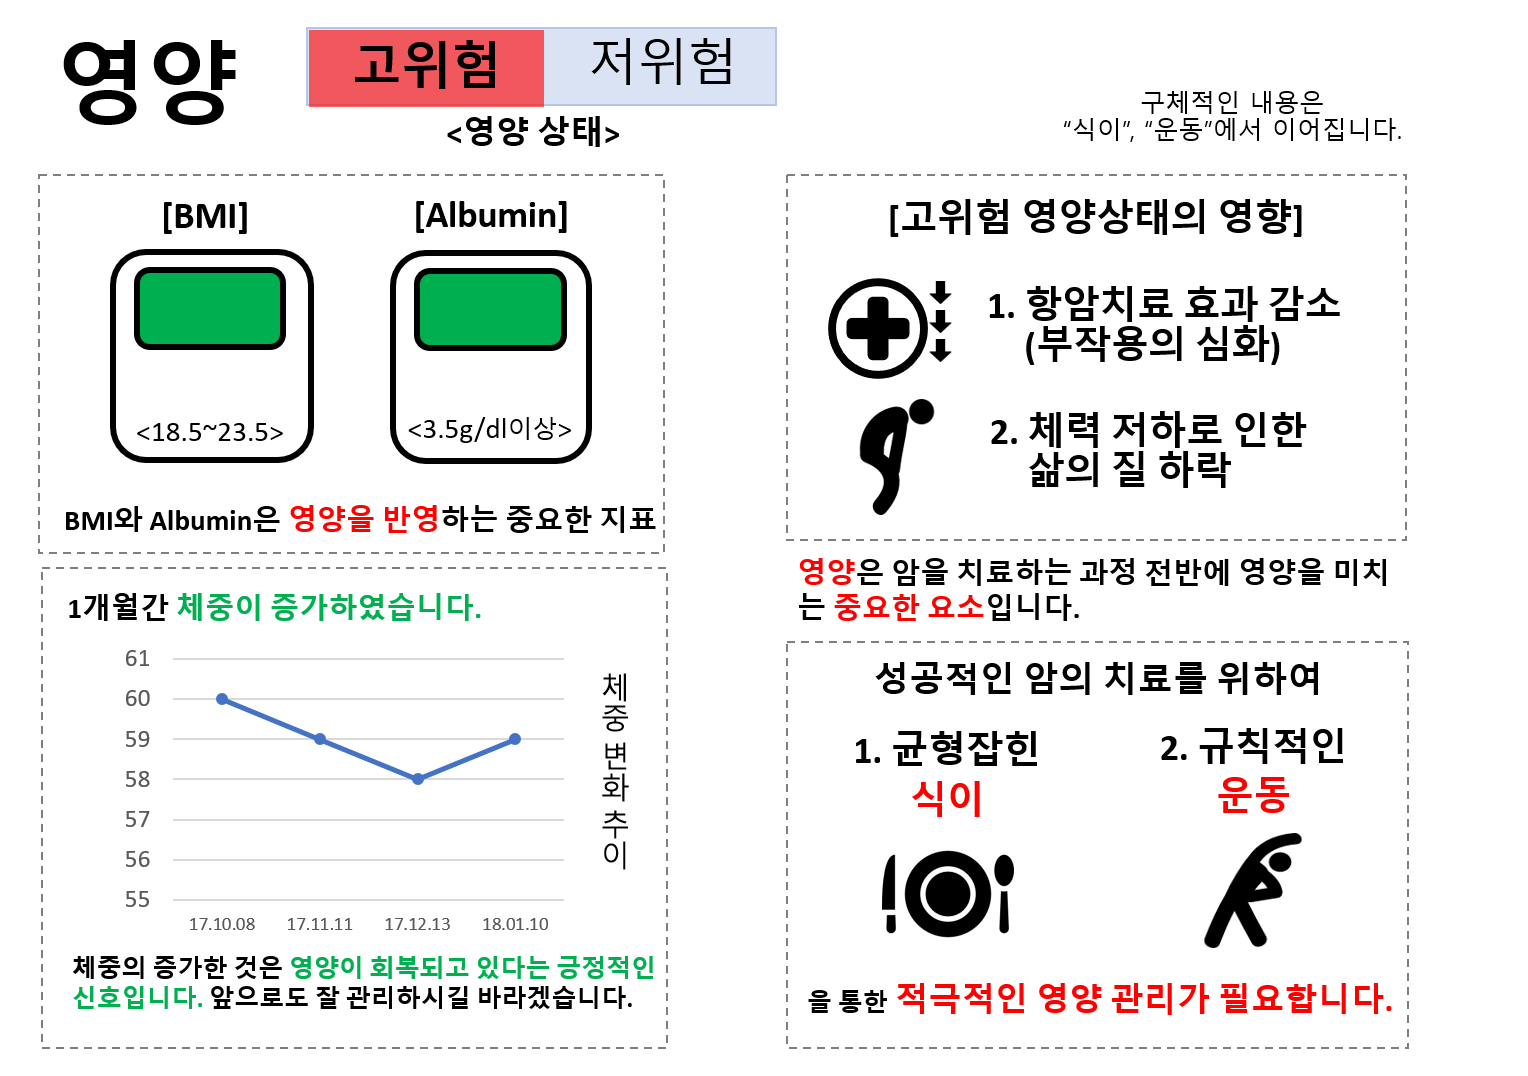 영양
고위험
저위험
<영양 상태>
구체적인 내용은
“식이”, “운동”에서 이어집니다.
[BMI]
[Albumin]
<18.5~23.5>
<3.5g/dl이상>
BMI와 Albumin은 영양을 반영하는 중요한 지표
1개월간 체중이 증가하였습니다.
61
60
59
58
57
56
55
17.10.08
17.11.11
17.12.13
18.01.10
체중 변화 추이
체중의 증가한 것은 영양이 회복되고 있다는 긍정적인
신호입니다. 앞으로도 잘 관리하시길 바라겠습니다.
[고위험 영양상태의 영향]
1. 항암치료 효과 감소
(부작용의 심화)
2. 체력 저하로 인한
삶의 질 하락
영양은 암을 치료하는 과정 전반에 영양을 미치
는 중요한 요소입니다.
성공적인 암의 치료를 위하여
1. 균형잡힌
식이
2. 규칙적인
운동
을 통한 적극적인 영양 관리가 필요합니다.